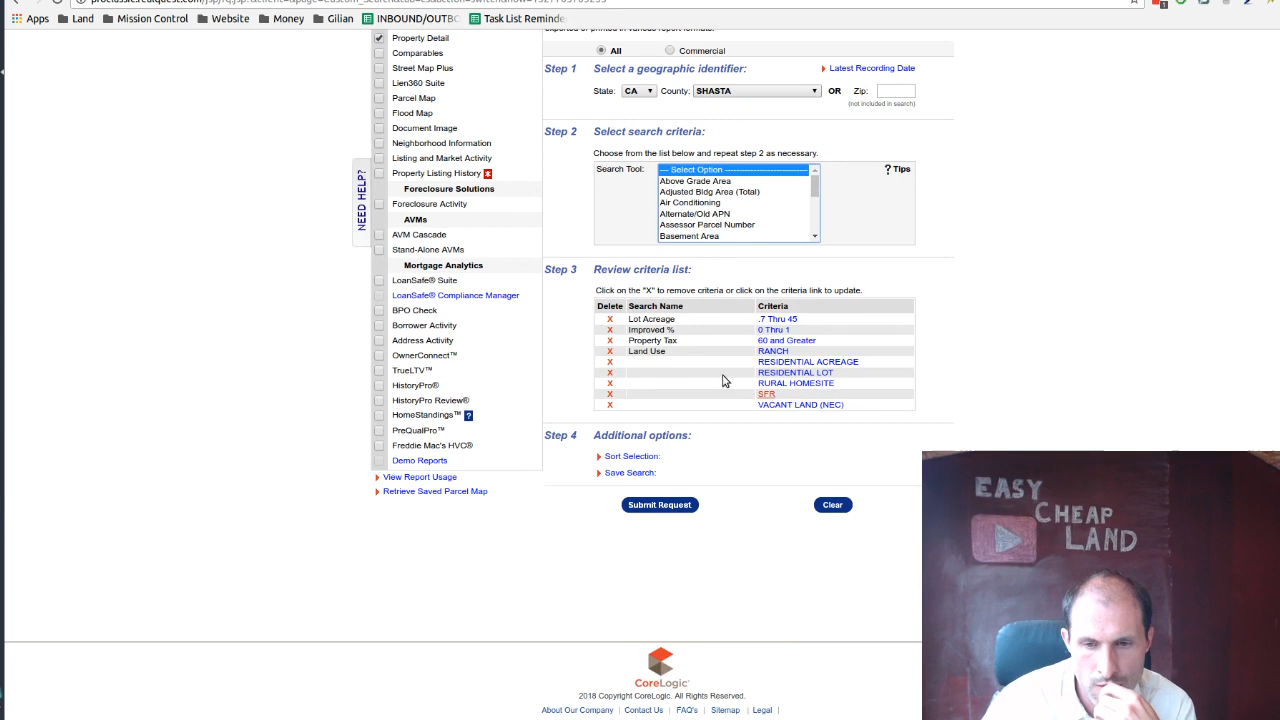 Apps Land Mission Control Website Money Gilian INBOUND/OUTBO Task List Reminde
Property Detail
Comparables
Street Map Plus
Lien360 Suite
Parcel Map
Flood Map
Document Image
Neighborhood Information
Listing and Market Activity
Property Listing History
Foreclosure Solutions
Foreclosure Activity
AVMs
AVM Cascade
Stand-Alone AVMs
Mortgage Analytics
LoanSafe® Suite
LoanSafe® Compliance Manager
BPO Check
Borrower Activity
Address Activity
OwnerConnect™
TrueLTV™
HistoryPro®
HistoryPro Review®
HomeStandings™ ?
PreQualPro™
Freddie Mac's HVC®
Demo Reports
View Report Usage
Retrieve Saved Parcel Map
NEED HELP?
All Commercial
Step 1 Select a geographic identifier: Latest Recording Date
State: CA County: SHASTA OR Zip:
(not included in search)
Step 2 Select search criteria:
Choose from the list below and repeat step 2 as necessary.
Search Tool: --- Select Option ---------------------- ? Tips
Above Grade Area
Adjusted Bldg Area (Total)
Air Conditioning
Alternate/Old APN
Assessor Parcel Number
Basement Area
Step 3 Review criteria list:
Click on the "X" to remove criteria or click on the criteria link to update.
Delete Search Name Criteria
X Lot Acreage .7 Thru 45
X Improved % 0 Thru 1
X Property Tax 60 and Greater
X Land Use RANCH
X RESIDENTIAL ACREAGE
X RESIDENTIAL LOT
X RURAL HOMESITE
X SFR
X VACANT LAND (NEC)
Step 4 Additional options:
Sort Selection:
Save Search:
Submit Request Clear
EASY
CHEAP
LAND
CoreLogic
2018 Copyright CoreLogic. All Rights Reserved.
About Our Company | Contact Us | FAQ's | Sitemap | Legal |